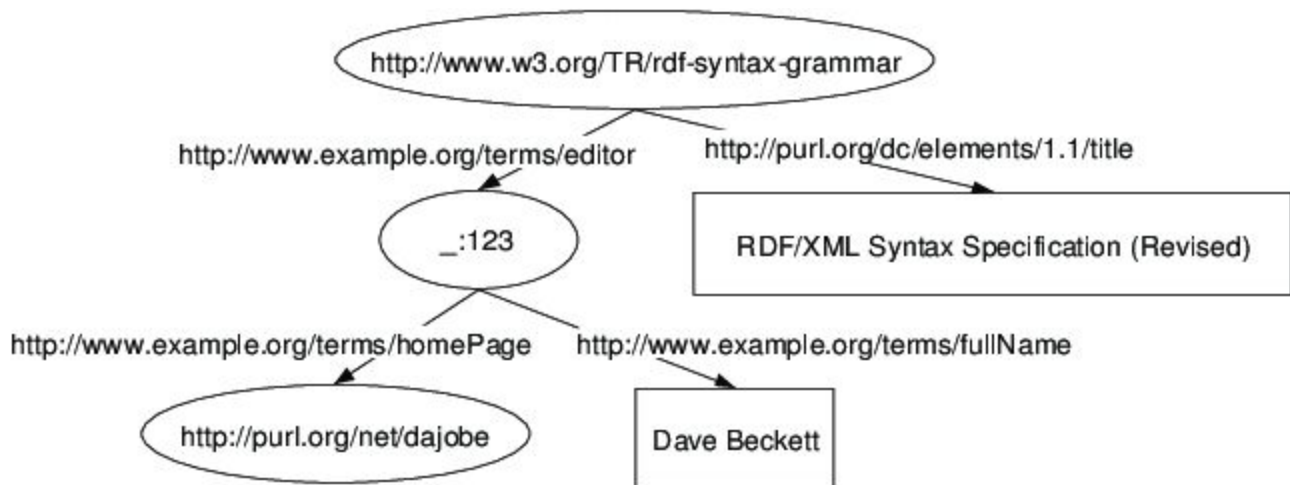 http://www.w3.org/TR/rdf-syntax-grammar
http://www.example.org/terms/editor
http://purl.org/dc/elements/1.1/title
_:123
RDF/XML Syntax Specification (Revised)
http://www.example.org/terms/homePage
http://www.example.org/terms/fullName
http://purl.org/net/dajobe
Dave Beckett